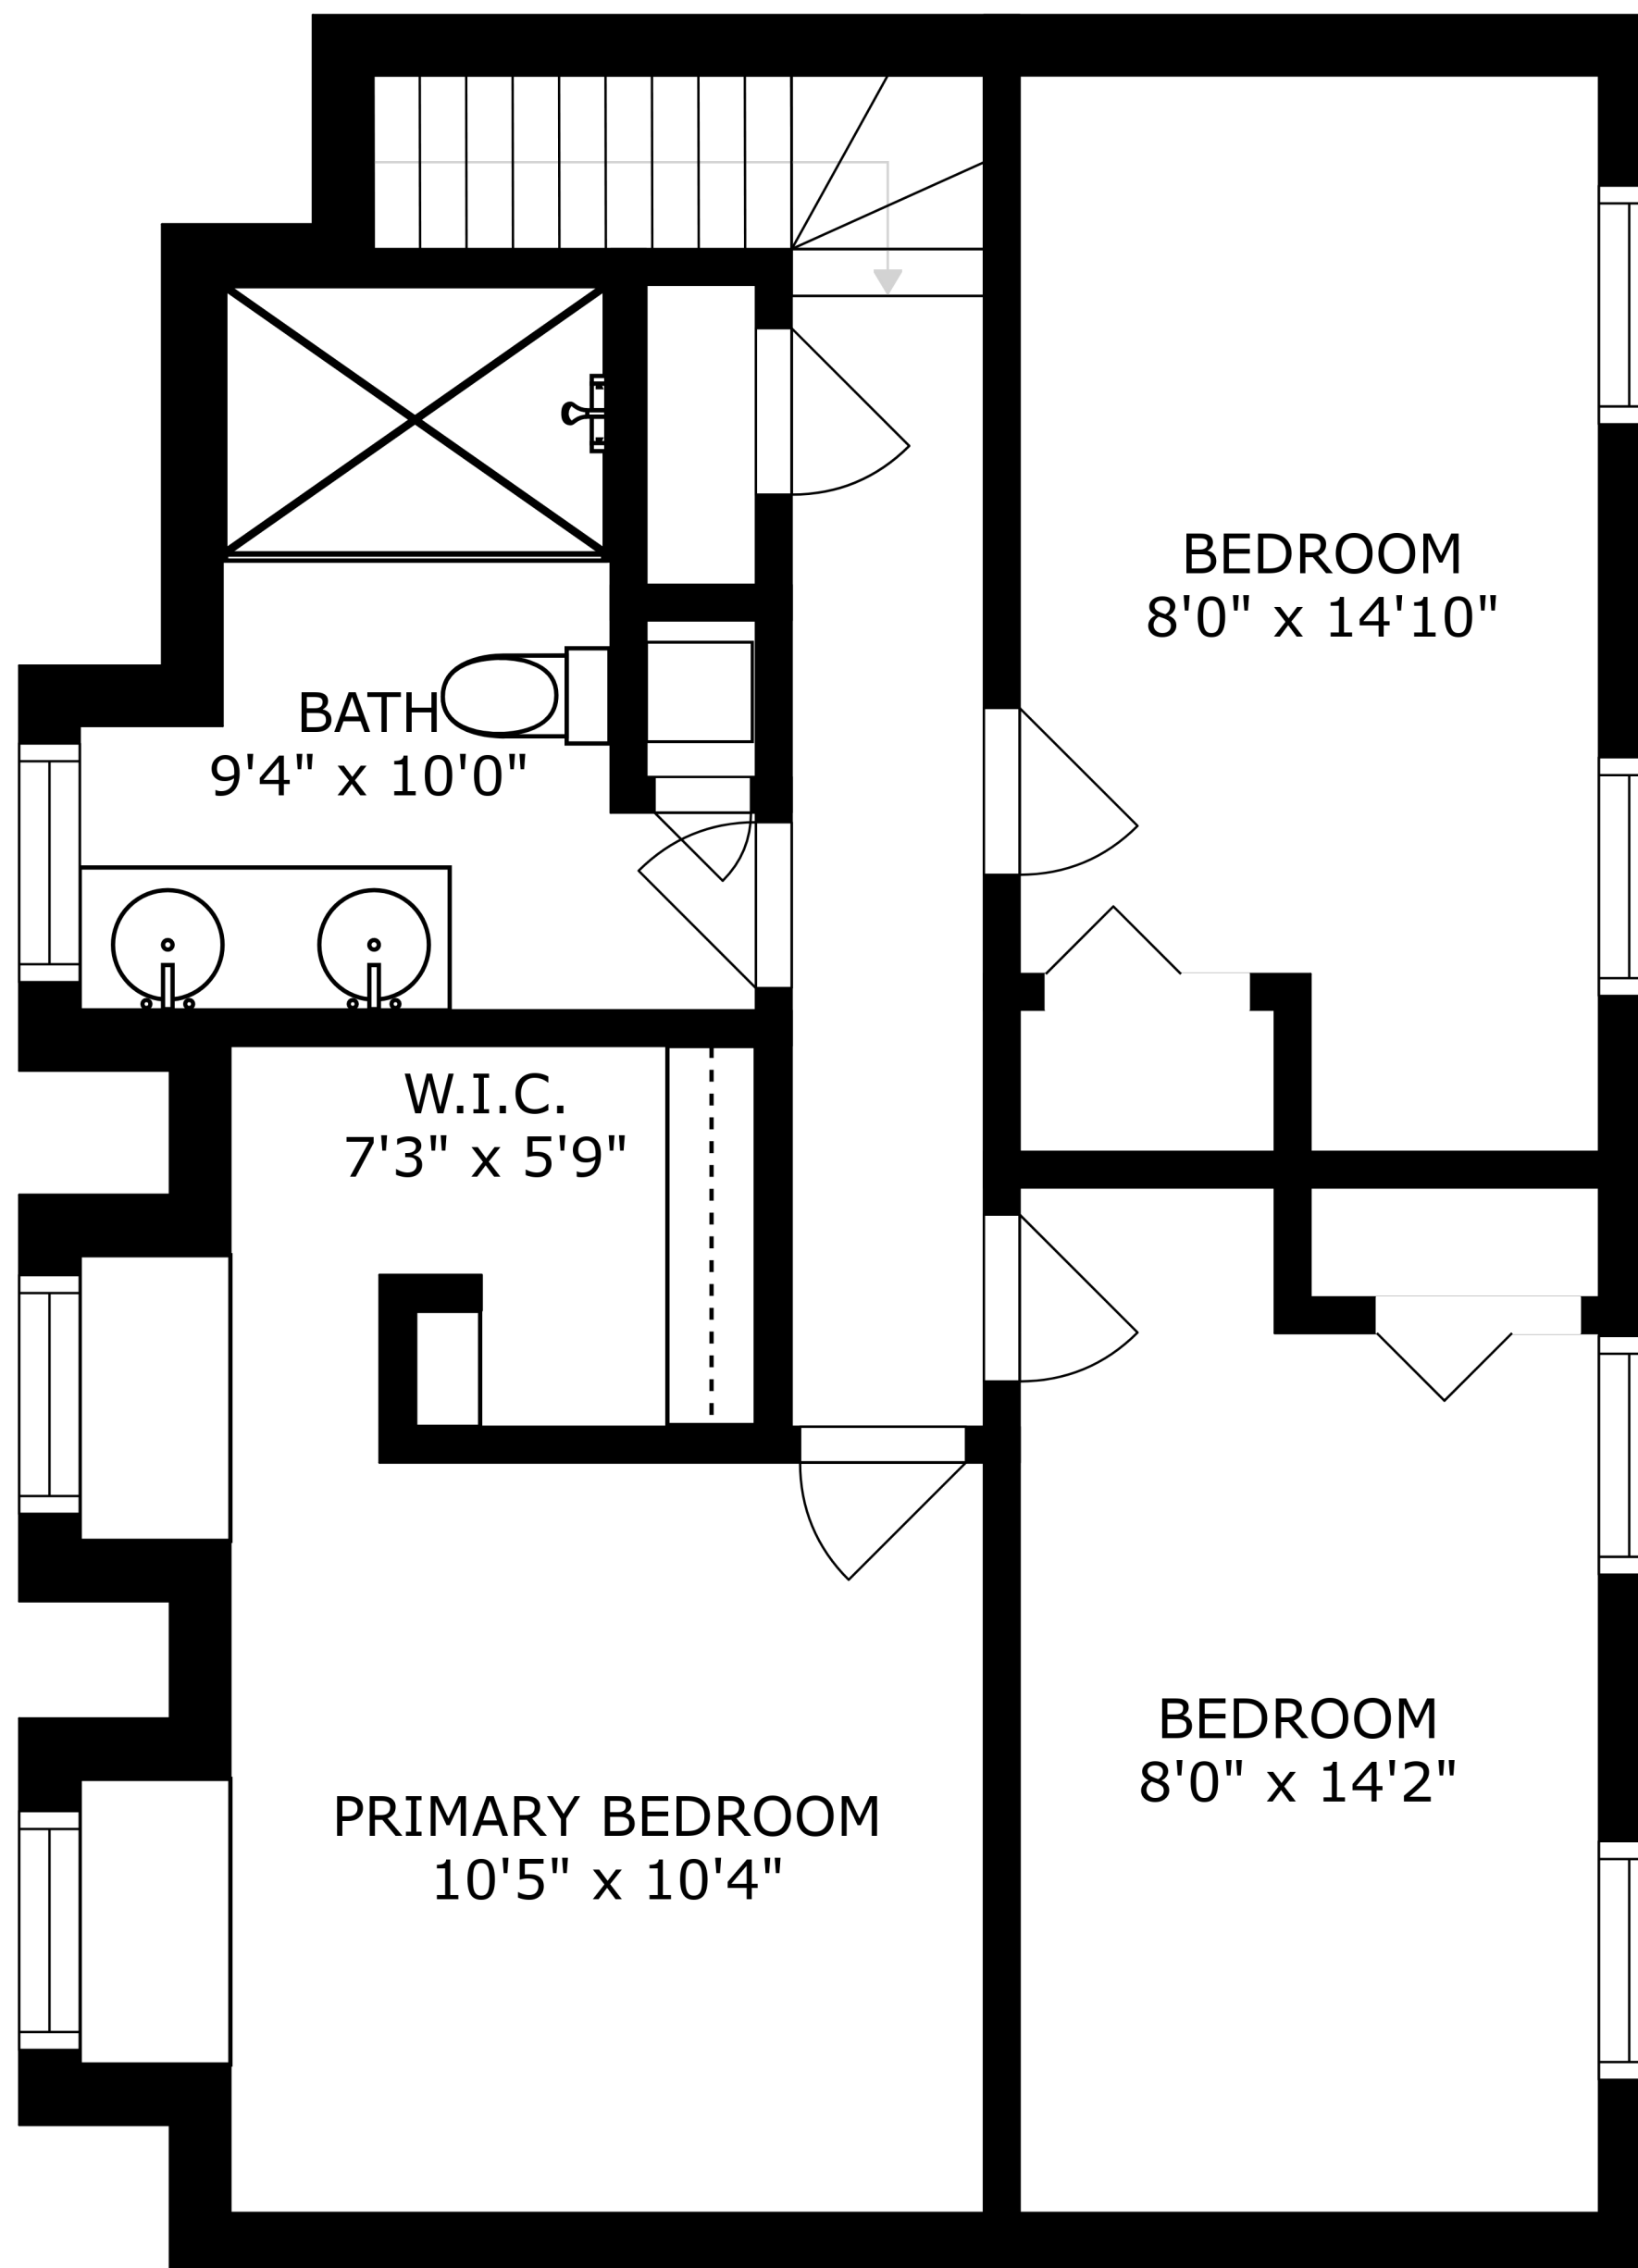 BEDROOM
8'0" x 14'10"
BATH
9'4" x 10'0"
W.I.C.
7'3" x 5'9"
BEDROOM
8'0" x 14'2"
PRIMARY BEDROOM
10'5" x 10'4"